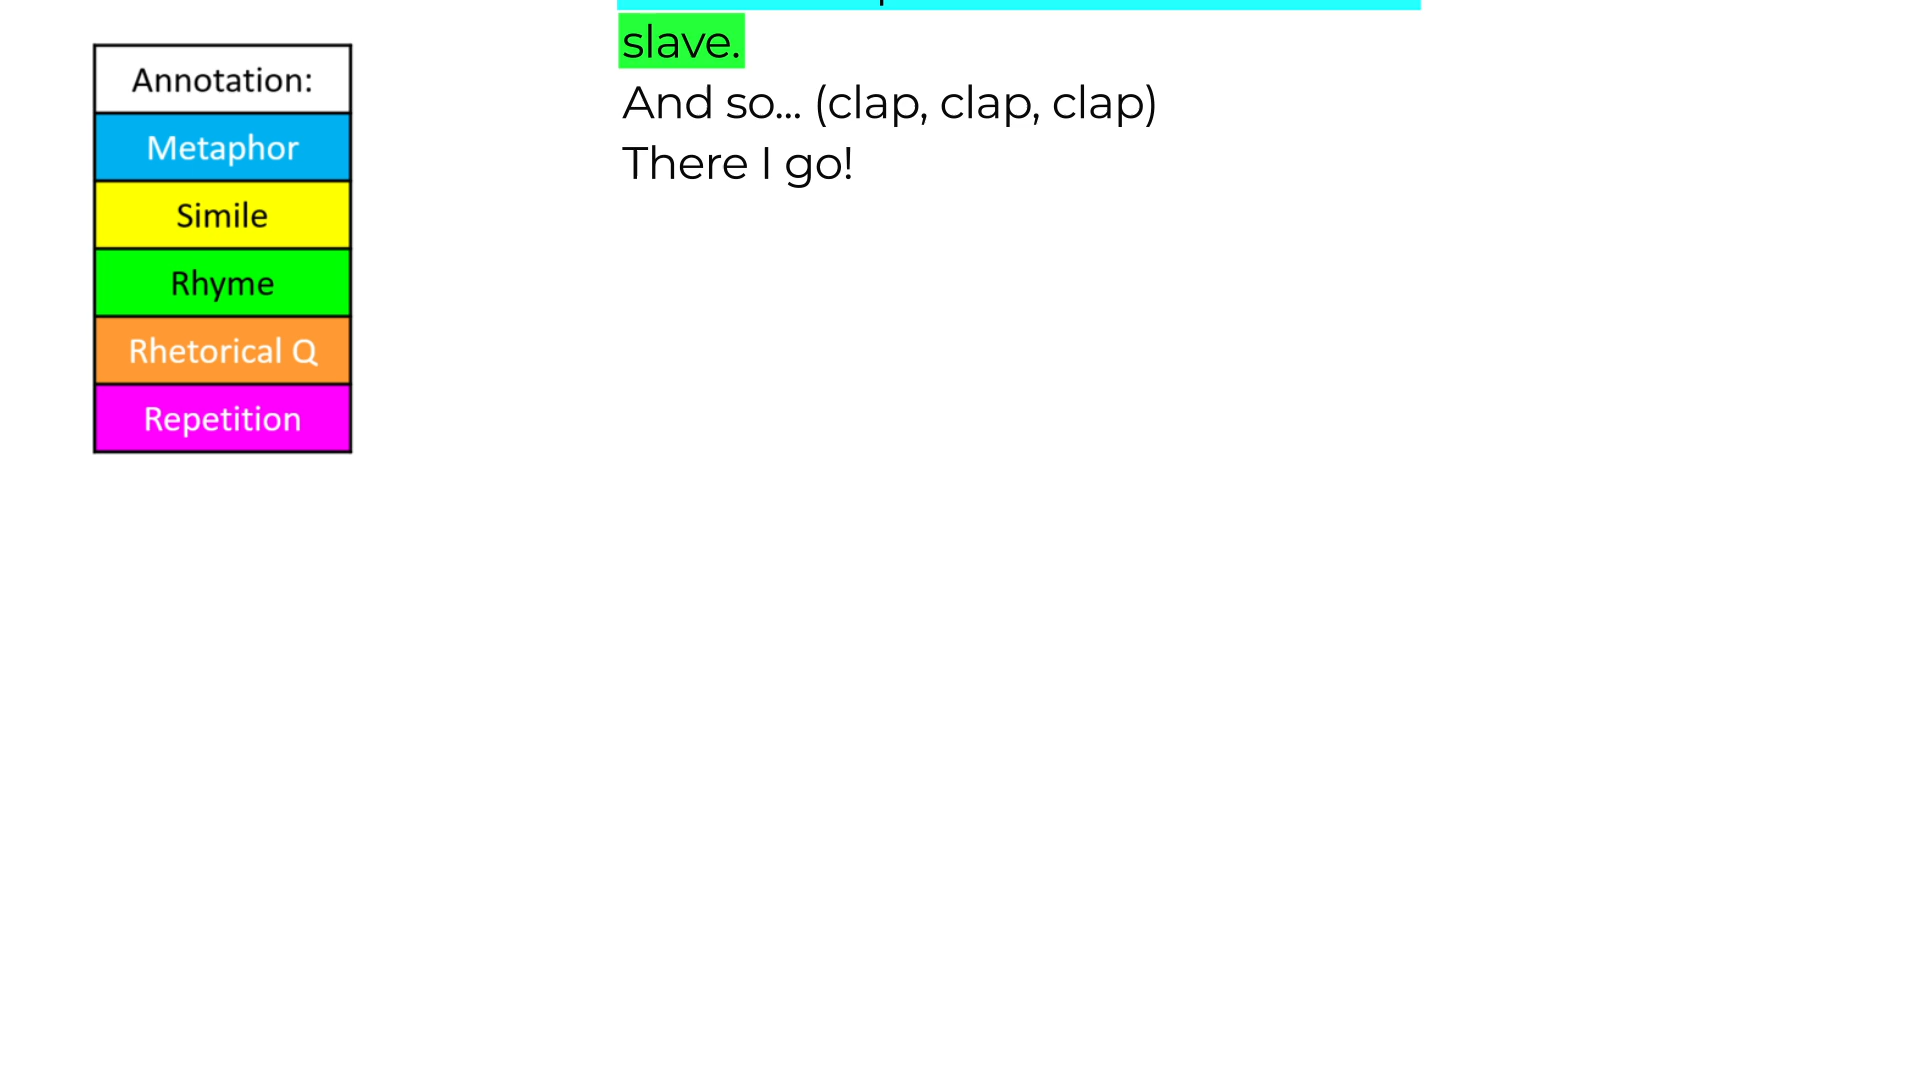 Annotation:
Metaphor
Simile
Rhyme
Rhetorical Q
Repetition
slave.
And so... (clap, clap, clap)
There I go!